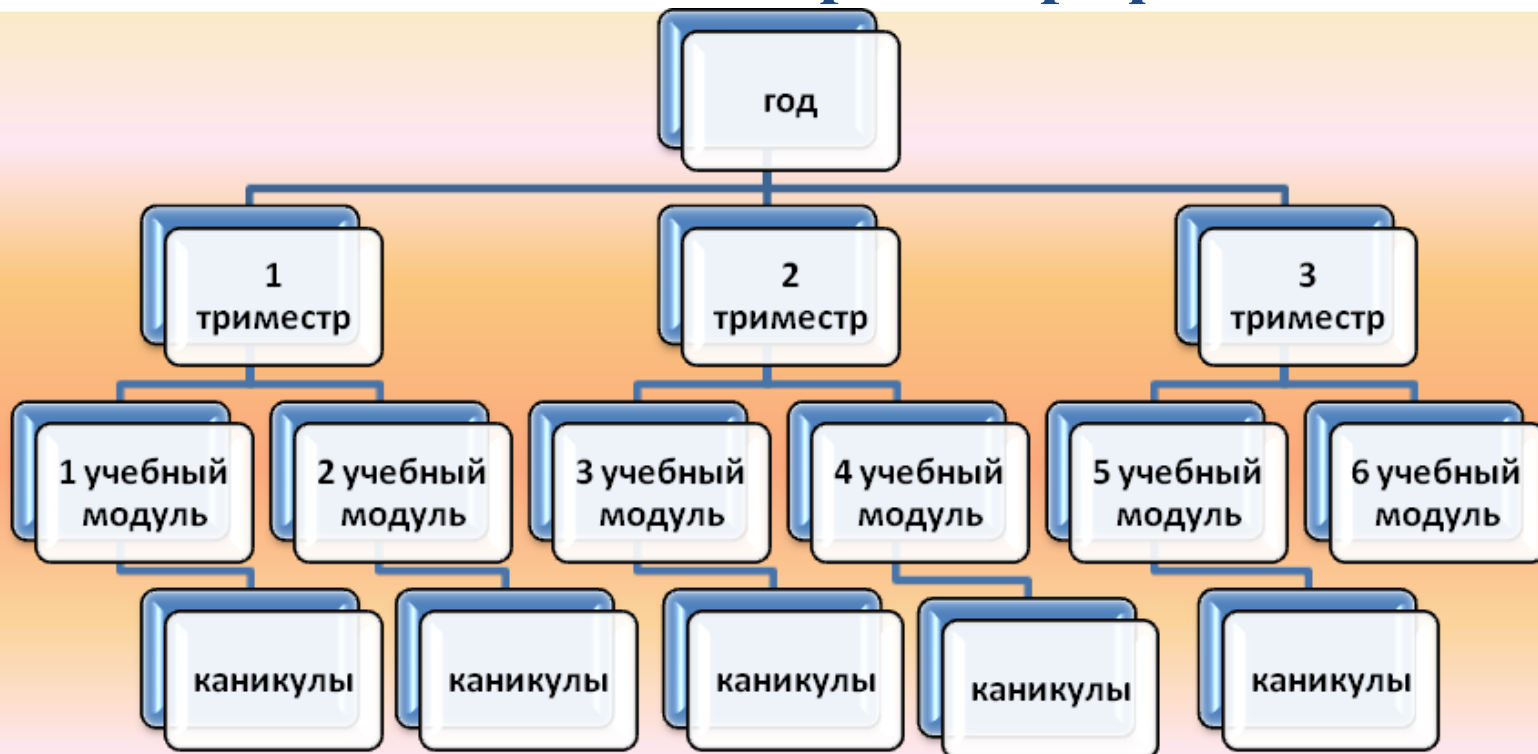 год
1
триместр
2
триместр
3
триместр
1 учебный
модуль
2 учебный
модуль
3 учебный
модуль
4 учебный
модуль
5 учебный
модуль
6 учебный
модуль
каникулы
каникулы
каникулы
каникулы
каникулы